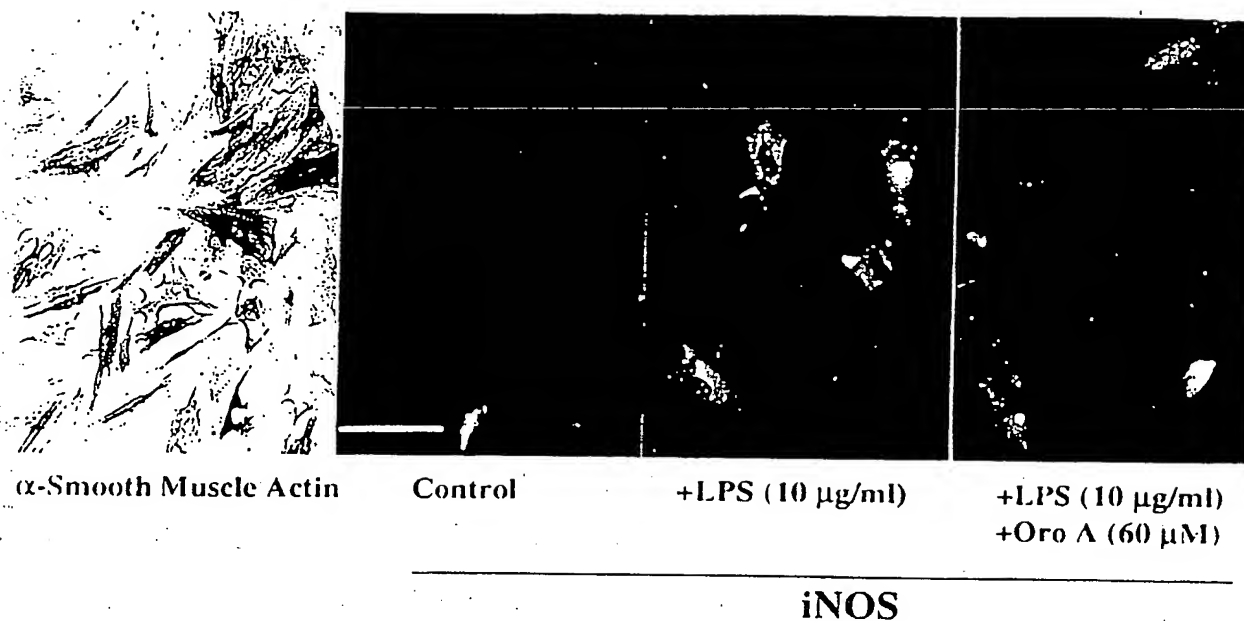 α-Smooth Muscle Actin
Control
+LPS (10 μg/ml)
+LPS (10 μg/ml)
+Oro A (60 μM)
iNOS